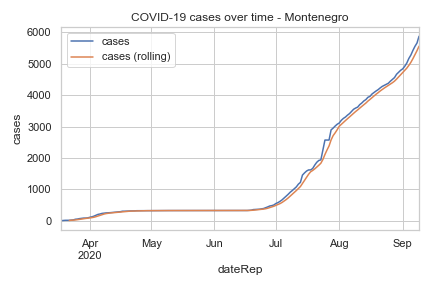 COVID-19 cases over time - Montenegro
cases
cases (rolling)
6000
5000
4000
3000
2000
1000
0
cases
Apr
2020
May
Jun
Jul
Aug
Sep
dateRep